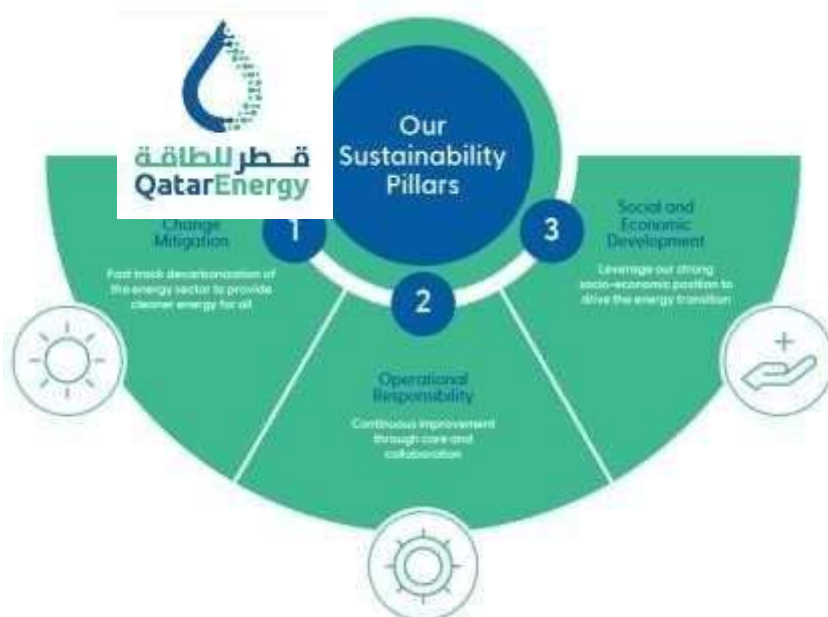 قطر للطاقة
QatarEnergy
Our
Sustainability
Pillars
1
Change
Mitigation
Fast track decarbonization of
the energy sector to provide
cleaner energy for all
2
Operational
Responsibility
Continuous improvement
through care and
collaboration
3
Social and
Economic
Development
Leverage our strong
socio-economic position to
drive the energy transition